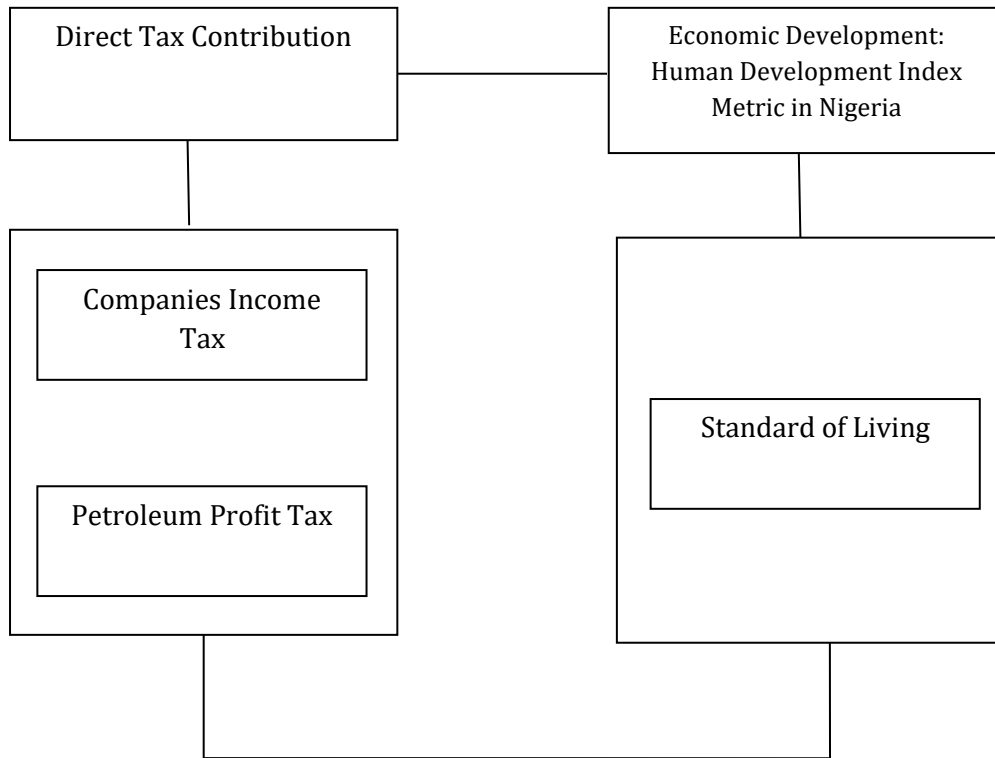 Direct Tax Contribution
Economic Development:
Human Development Index
Metric in Nigeria
Companies Income
Tax
Petroleum Profit Tax
Standard of Living